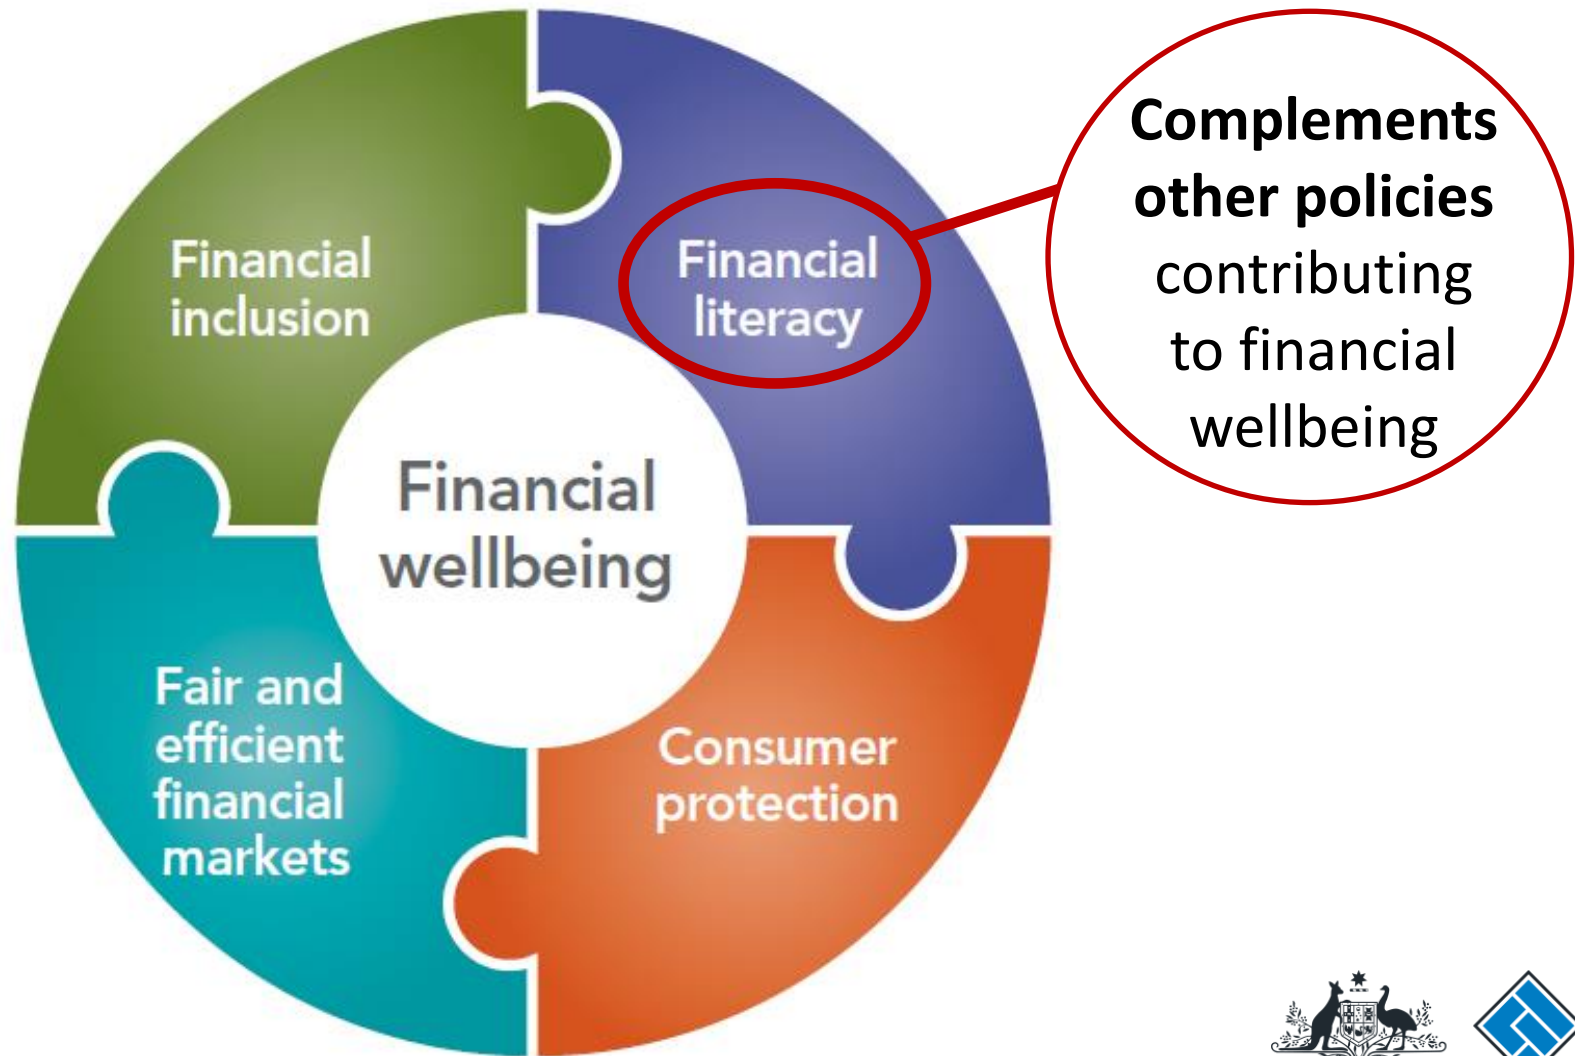 Financial
inclusion
Financial
literacy
Complements
other policies
contributing
to financial
wellbeing
Financial
wellbeing
Fair and
efficient
financial
markets
Consumer
protection